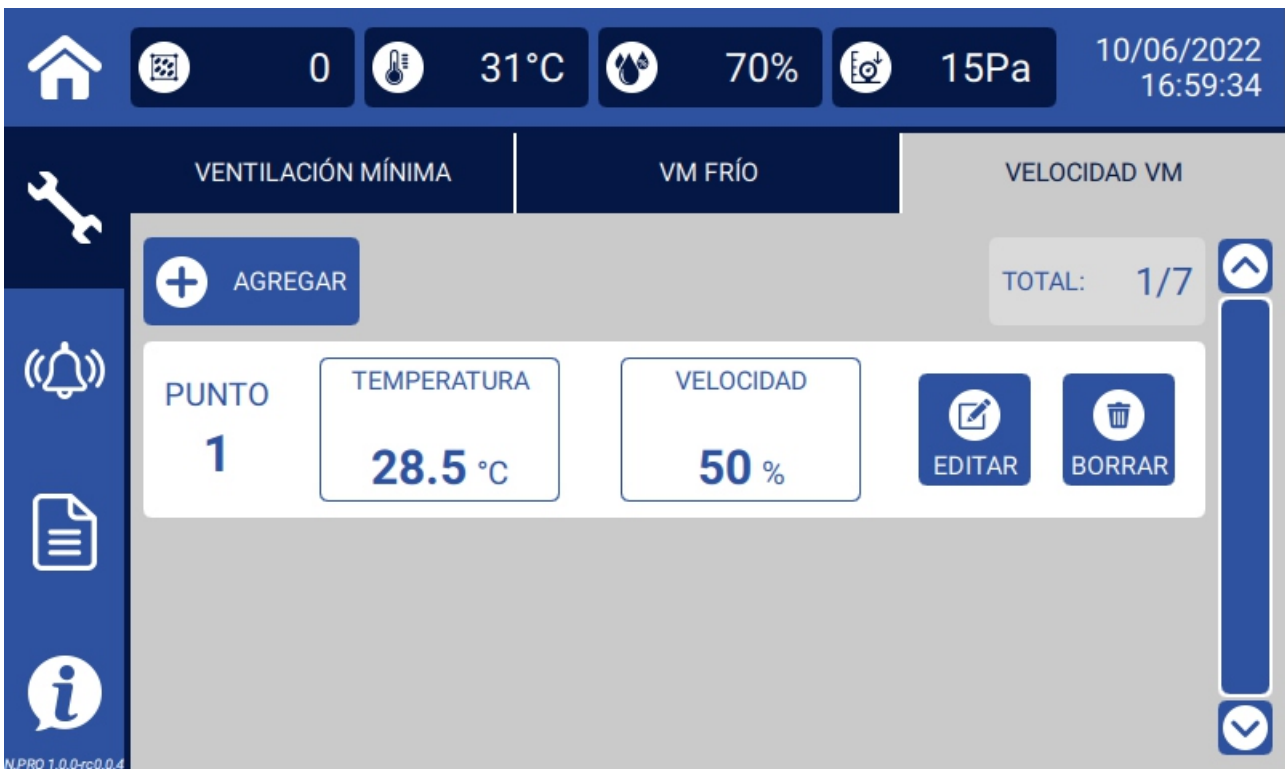 0
31°C
70%
15Pa
10/06/2022
16:59:34
VENTILACIÓN MÍNIMA
VM FRÍO
VELOCIDAD VM
AGREGAR
TOTAL: 1/7
PUNTO
1
TEMPERATURA
28.5 °C
VELOCIDAD
50 %
EDITAR
BORRAR
N.PRO 1.0.0-rc0.0.4